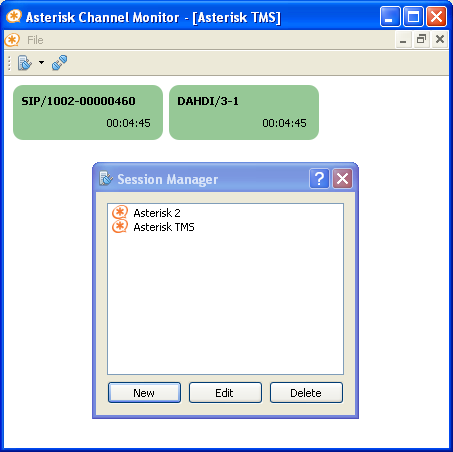 Asterisk Channel Monitor - [Asterisk TMS]
File
SIP/1002-00000460 DAHDI/3-1
00:04:45 00:04:45
Session Manager
Asterisk 2
Asterisk TMS
New Edit Delete